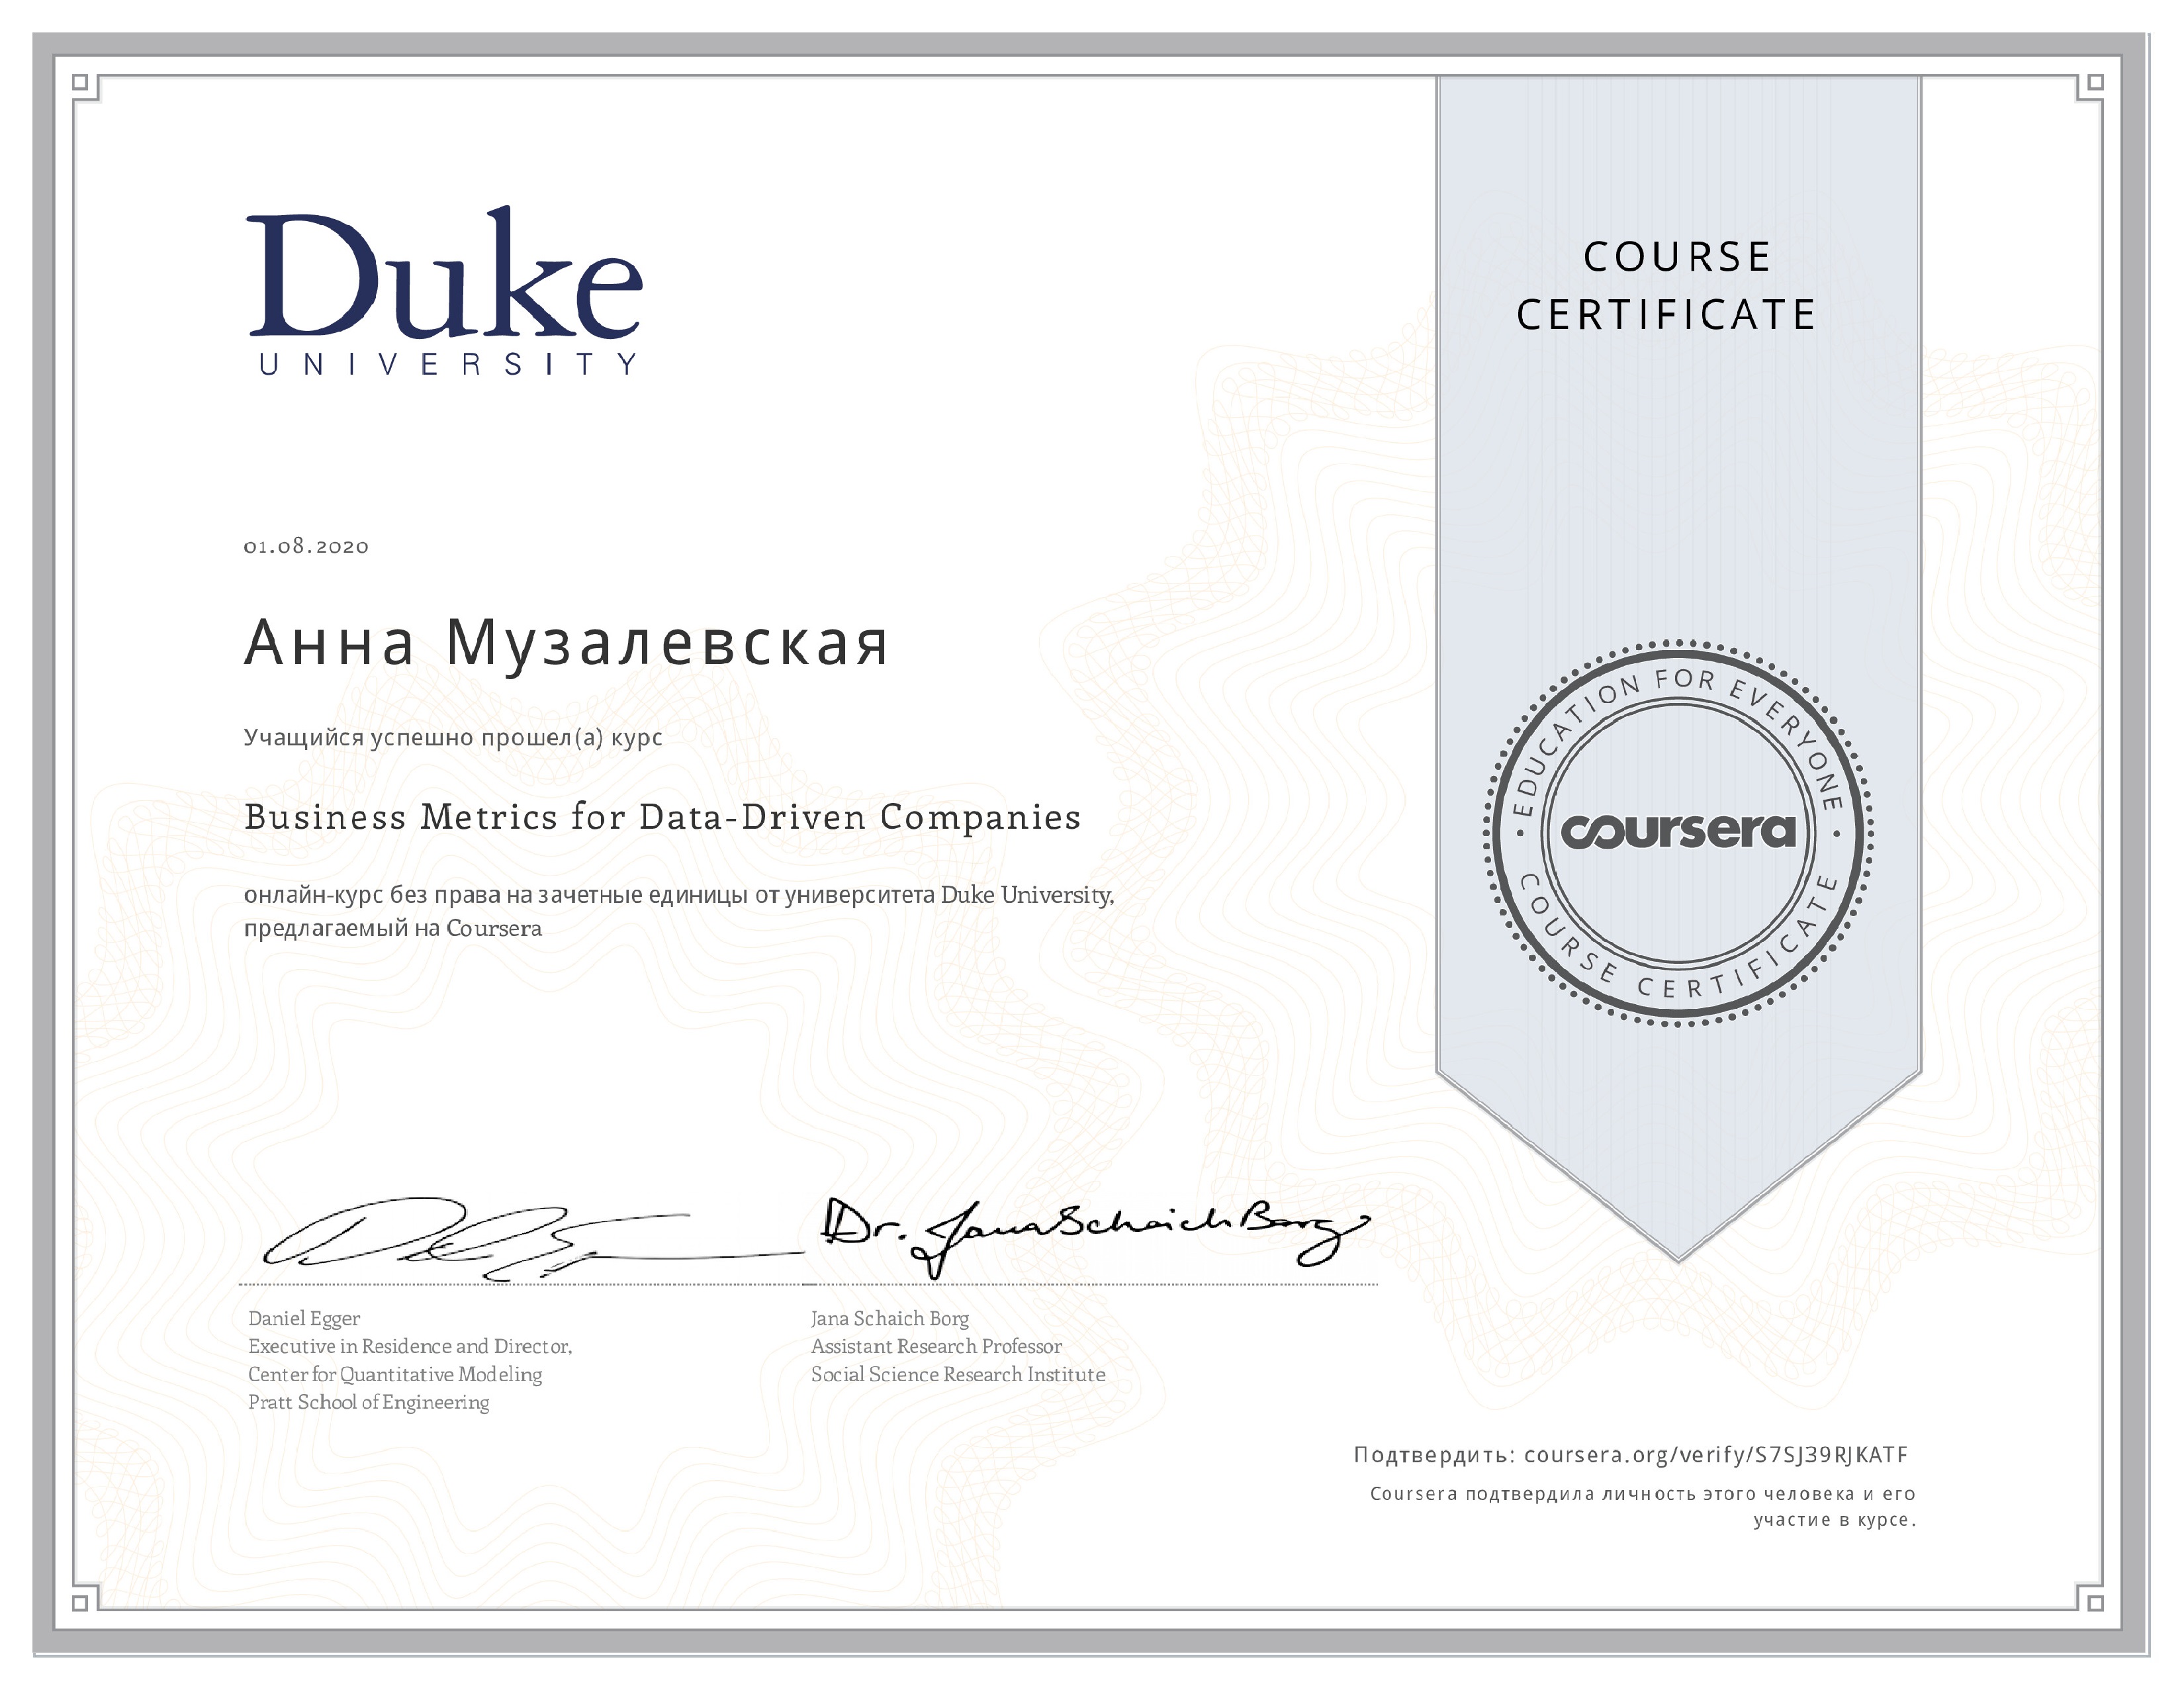 Duke
UNIVERSITY
COURSE
CERTIFICATE
01.08.2020
Анна Музалевская
Учащийся успешно прошел(а) курс
Business Metrics for Data-Driven Companies
онлайн-курс без права на зачетные единицы от университета Duke University,
предлагаемый на Coursera
EDUCATION FOR EVERYONE
coursera
COURSE CERTIFICATE
Dr. Jana Schaich Borg
Daniel Egger
Executive in Residence and Director,
Center for Quantitative Modeling
Pratt School of Engineering
Jana Schaich Borg
Assistant Research Professor
Social Science Research Institute
Подтвердить: coursera.org/verify/S7SJ39RJKATF
Coursera подтвердила личность этого человека и его
участие в курсе.